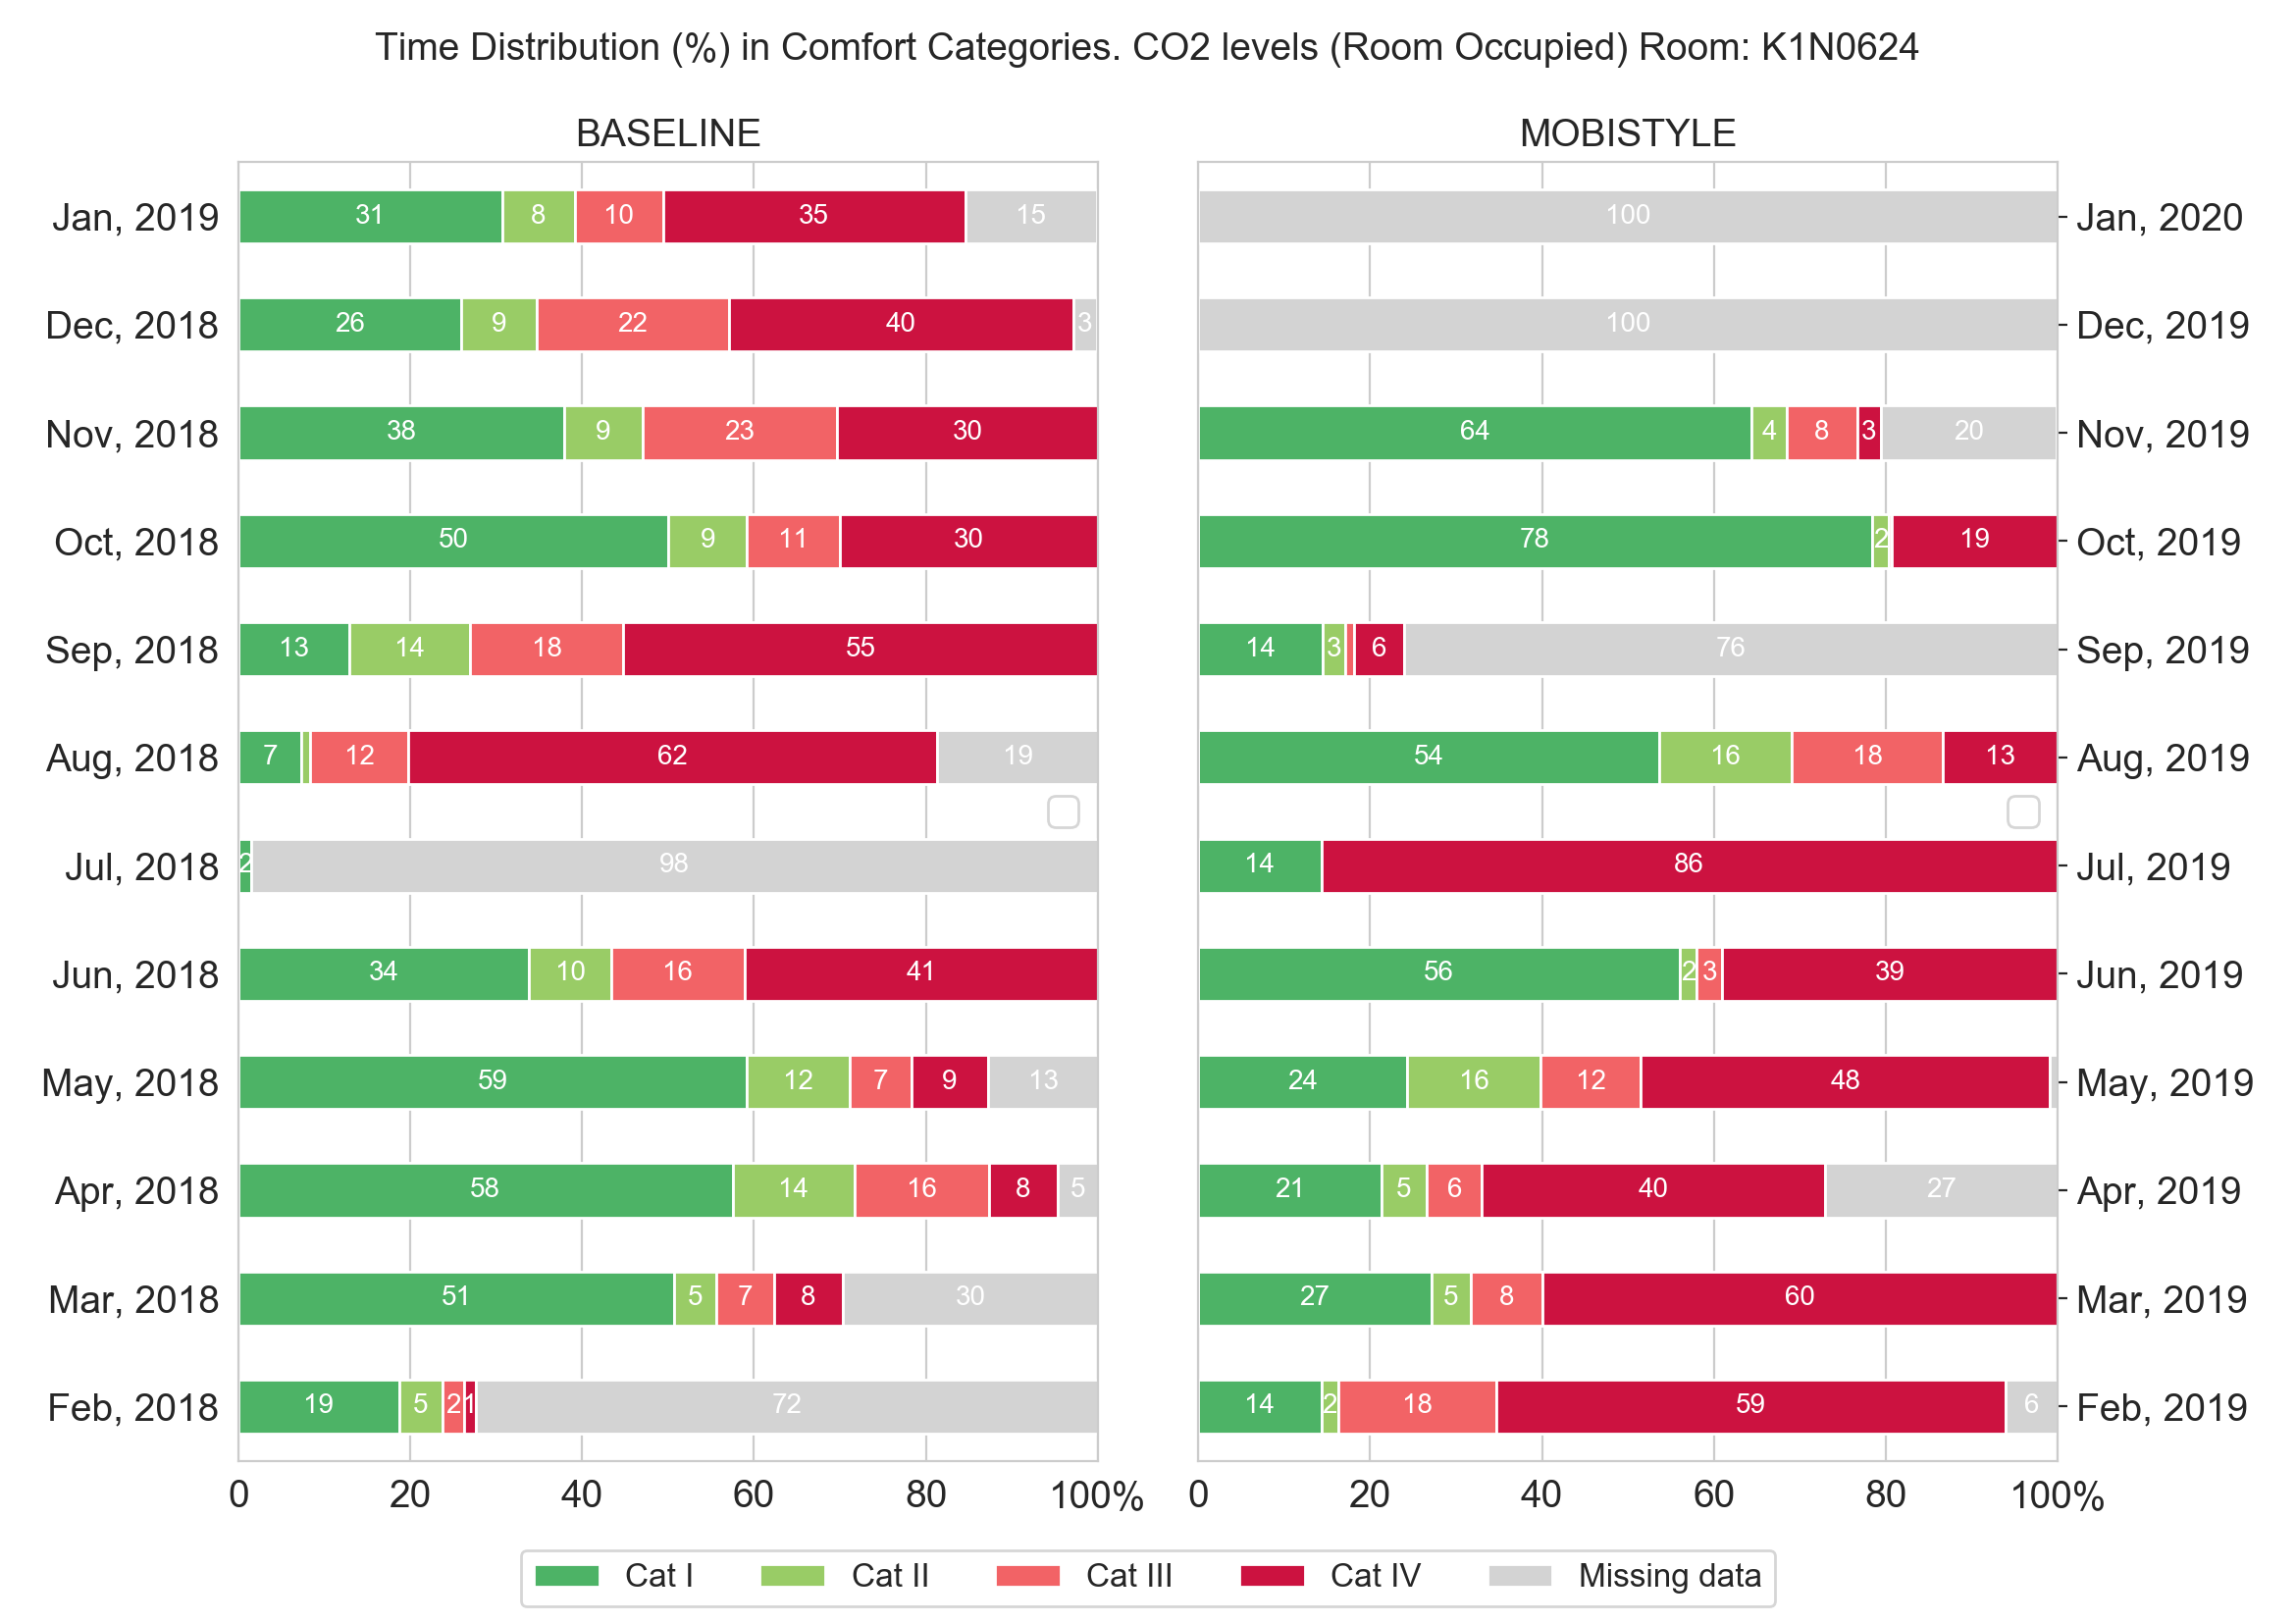 Time Distribution (%) in Comfort Categories. CO2 levels (Room Occupied) Room: K1N0624
BASELINE
MOBISTYLE
Jan, 2019 31 8 10 35 15
100 Jan, 2020
Dec, 2018 26 9 22 40 3
100 Dec, 2019
Nov, 2018 38 9 23 30
64 4 8 3 20 Nov, 2019
Oct, 2018 50 9 11 30
78 2 19 Oct, 2019
Sep, 2018 13 14 18 55
14 3 6 76 Sep, 2019
Aug, 2018 7 12 62 19
54 16 18 13 Aug, 2019
Jul, 2018 2 98
14 86 Jul, 2019
Jun, 2018 34 10 16 41
56 2 3 39 Jun, 2019
May, 2018 59 12 7 9 13
24 16 12 48 May, 2019
Apr, 2018 58 14 16 8 5
21 5 6 40 27 Apr, 2019
Mar, 2018 51 5 7 8 30
27 5 8 60 Mar, 2019
Feb, 2018 19 5 2 1 72
14 2 18 59 6 Feb, 2019
0 20 40 60 80 100%
0 20 40 60 80 100%
Cat I Cat II Cat III Cat IV Missing data